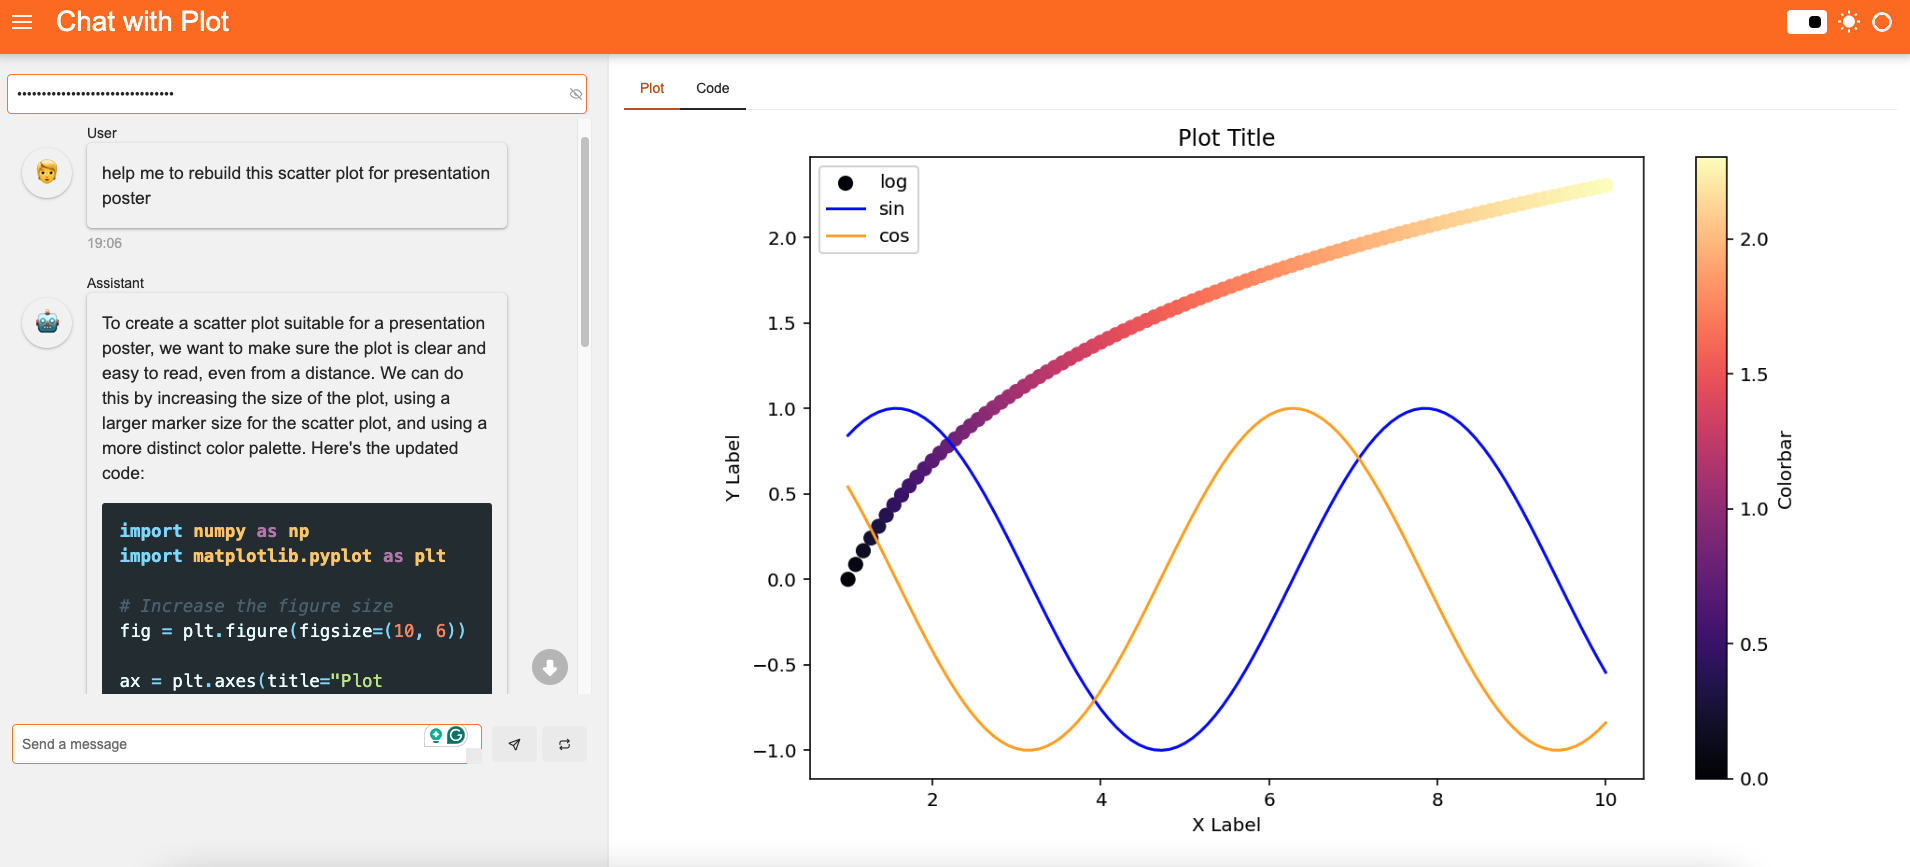 Chat with Plot
••••••••••••••••••••••••••••••••
User
help me to rebuild this scatter plot for presentation
poster
19:06
Assistant
To create a scatter plot suitable for a presentation
poster, we want to make sure the plot is clear and
easy to read, even from a distance. We can do
this by increasing the size of the plot, using a
larger marker size for the scatter plot, and using a
more distinct color palette. Here's the updated
code:
import numpy as np
import matplotlib.pyplot as plt
# Increase the figure size
fig = plt.figure(figsize=(10, 6))
ax = plt.axes(title="Plot
Send a message
Plot Code
Plot Title
log
sin
cos
2.0
1.5
1.0
0.5
0.0
−0.5
−1.0
Y Label
2 4 6 8 10
X Label
2.0
1.5
1.0
0.5
0.0
Colorbar